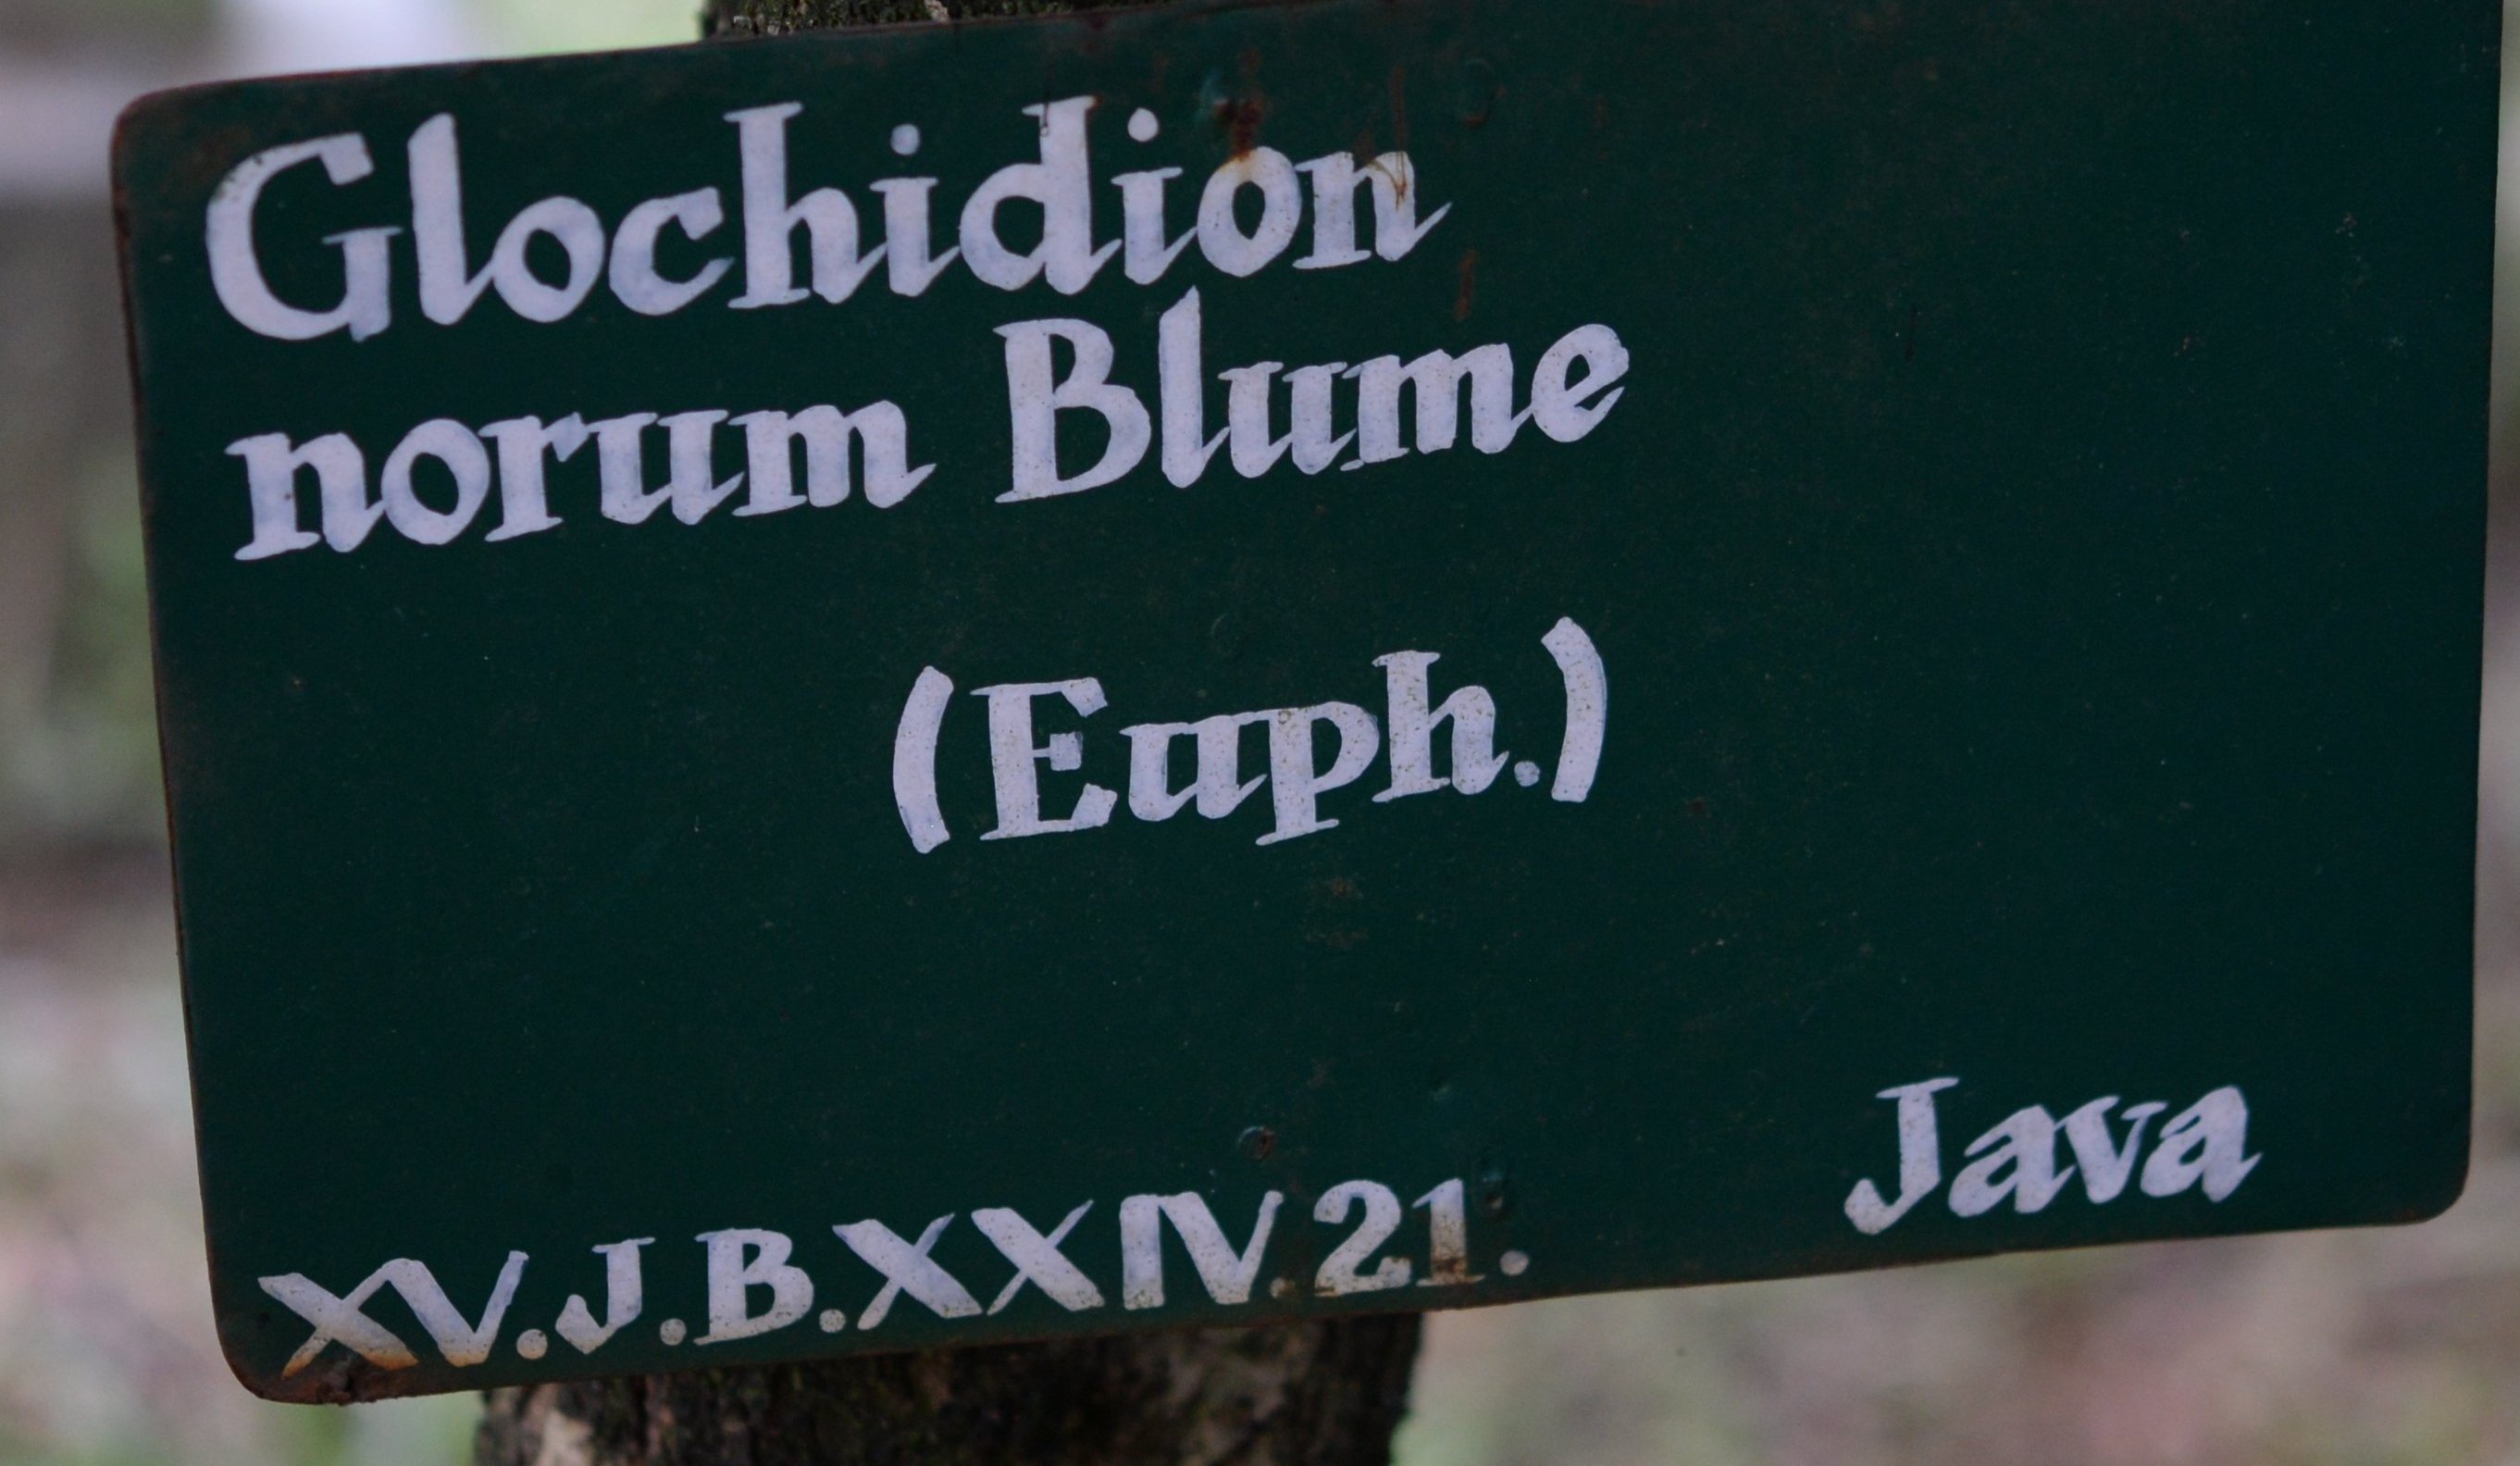 Glochidion
norum Blume
(Euph.)
Java
XV.J.B.XXIV.21.